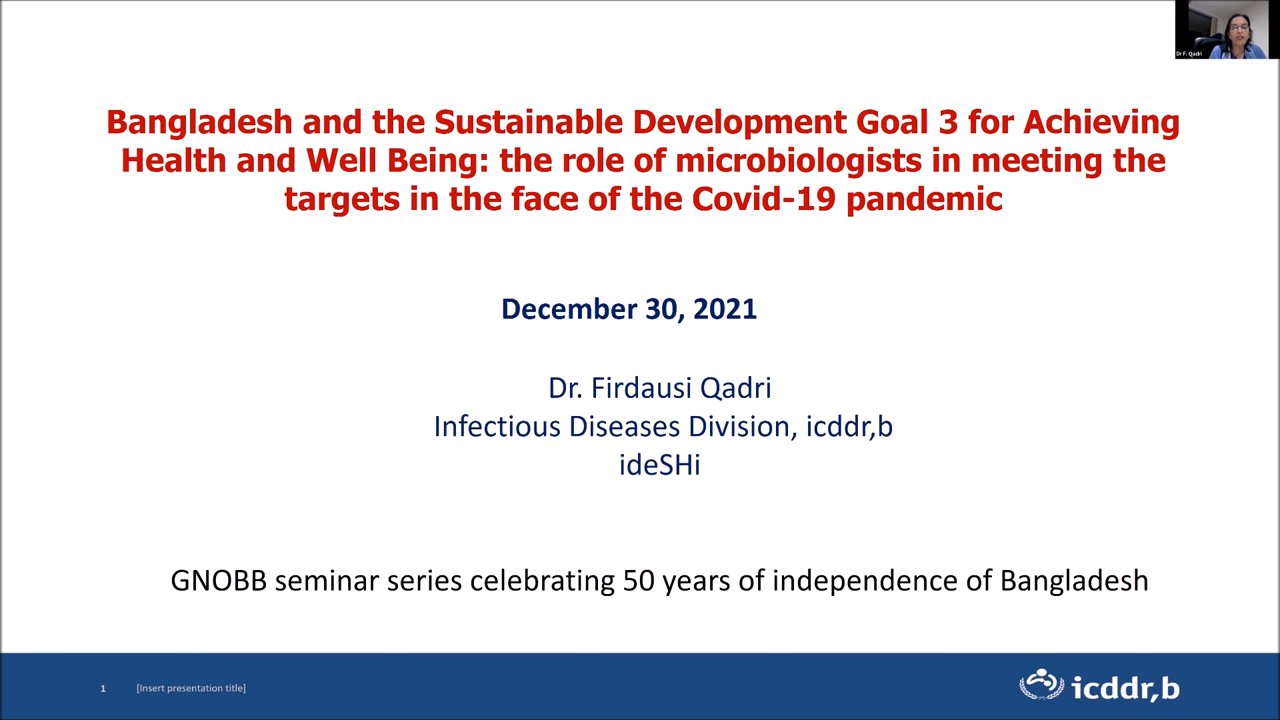 Dr F. Qadri
Bangladesh and the Sustainable Development Goal 3 for Achieving
Health and Well Being: the role of microbiologists in meeting the
targets in the face of the Covid-19 pandemic
December 30, 2021
Dr. Firdausi Qadri
Infectious Diseases Division, icddr,b
ideSHi
GNOBB seminar series celebrating 50 years of independence of Bangladesh
1 [Insert presentation title]
icddr,b